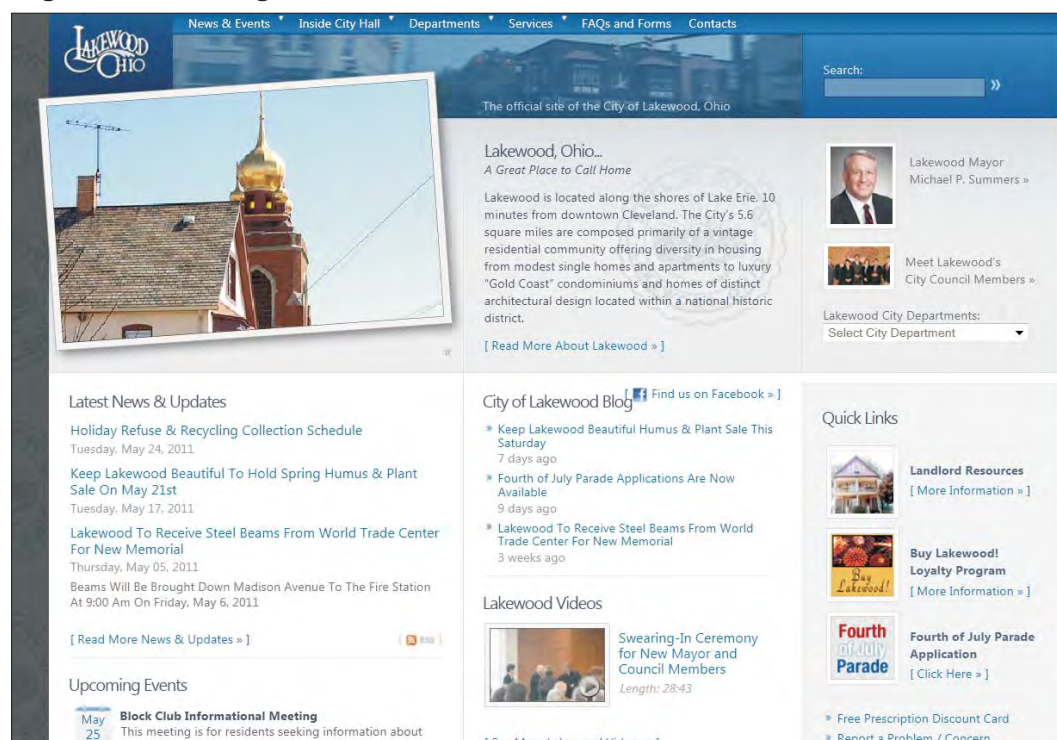 News & Events
Inside City Hall
Departments
Services
FAQs and Forms
Contacts
LAKEWOOD
OHIO
The official site of the City of Lakewood, Ohio
Search:
»
Lakewood, Ohio...
A Great Place to Call Home
Lakewood is located along the shores of Lake Erie. 10
minutes from downtown Cleveland. The City's 5.6
square miles are composed primarily of a vintage
residential community offering diversity in housing
from modest single homes and apartments to luxury
"Gold Coast" condominiums and homes of distinct
architectural design located within a national historic
district.
[ Read More About Lakewood » ]
Lakewood Mayor
Michael P. Summers »
Meet Lakewood's
City Council Members »
Lakewood City Departments:
Select City Department
Latest News & Updates
Holiday Refuse & Recycling Collection Schedule
Tuesday, May 24, 2011
Keep Lakewood Beautiful To Hold Spring Humus & Plant
Sale On May 21st
Tuesday, May 17, 2011
Lakewood To Receive Steel Beams From World Trade Center
For New Memorial
Thursday, May 05, 2011
Beams Will Be Brought Down Madison Avenue To The Fire Station
At 9:00 Am On Friday, May 6, 2011
[ Read More News & Updates » ]
[ RSS ]
Upcoming Events
May
25
Block Club Informational Meeting
This meeting is for residents seeking information about
City of Lakewood Blog
[ Find us on Facebook » ]
» Keep Lakewood Beautiful Humus & Plant Sale This
Saturday
7 days ago
» Fourth of July Parade Applications Are Now
Available
9 days ago
» Lakewood To Receive Steel Beams From World
Trade Center For New Memorial
3 weeks ago
Lakewood Videos
Swearing-In Ceremony
for New Mayor and
Council Members
Length: 28:43
Quick Links
Landlord Resources
[ More Information » ]
Buy
Lakewood!
Buy Lakewood!
Loyalty Program
[ More Information » ]
Fourth
of July
Parade
Fourth of July Parade
Application
[ Click Here » ]
» Free Prescription Discount Card
» Report a Problem / Concern